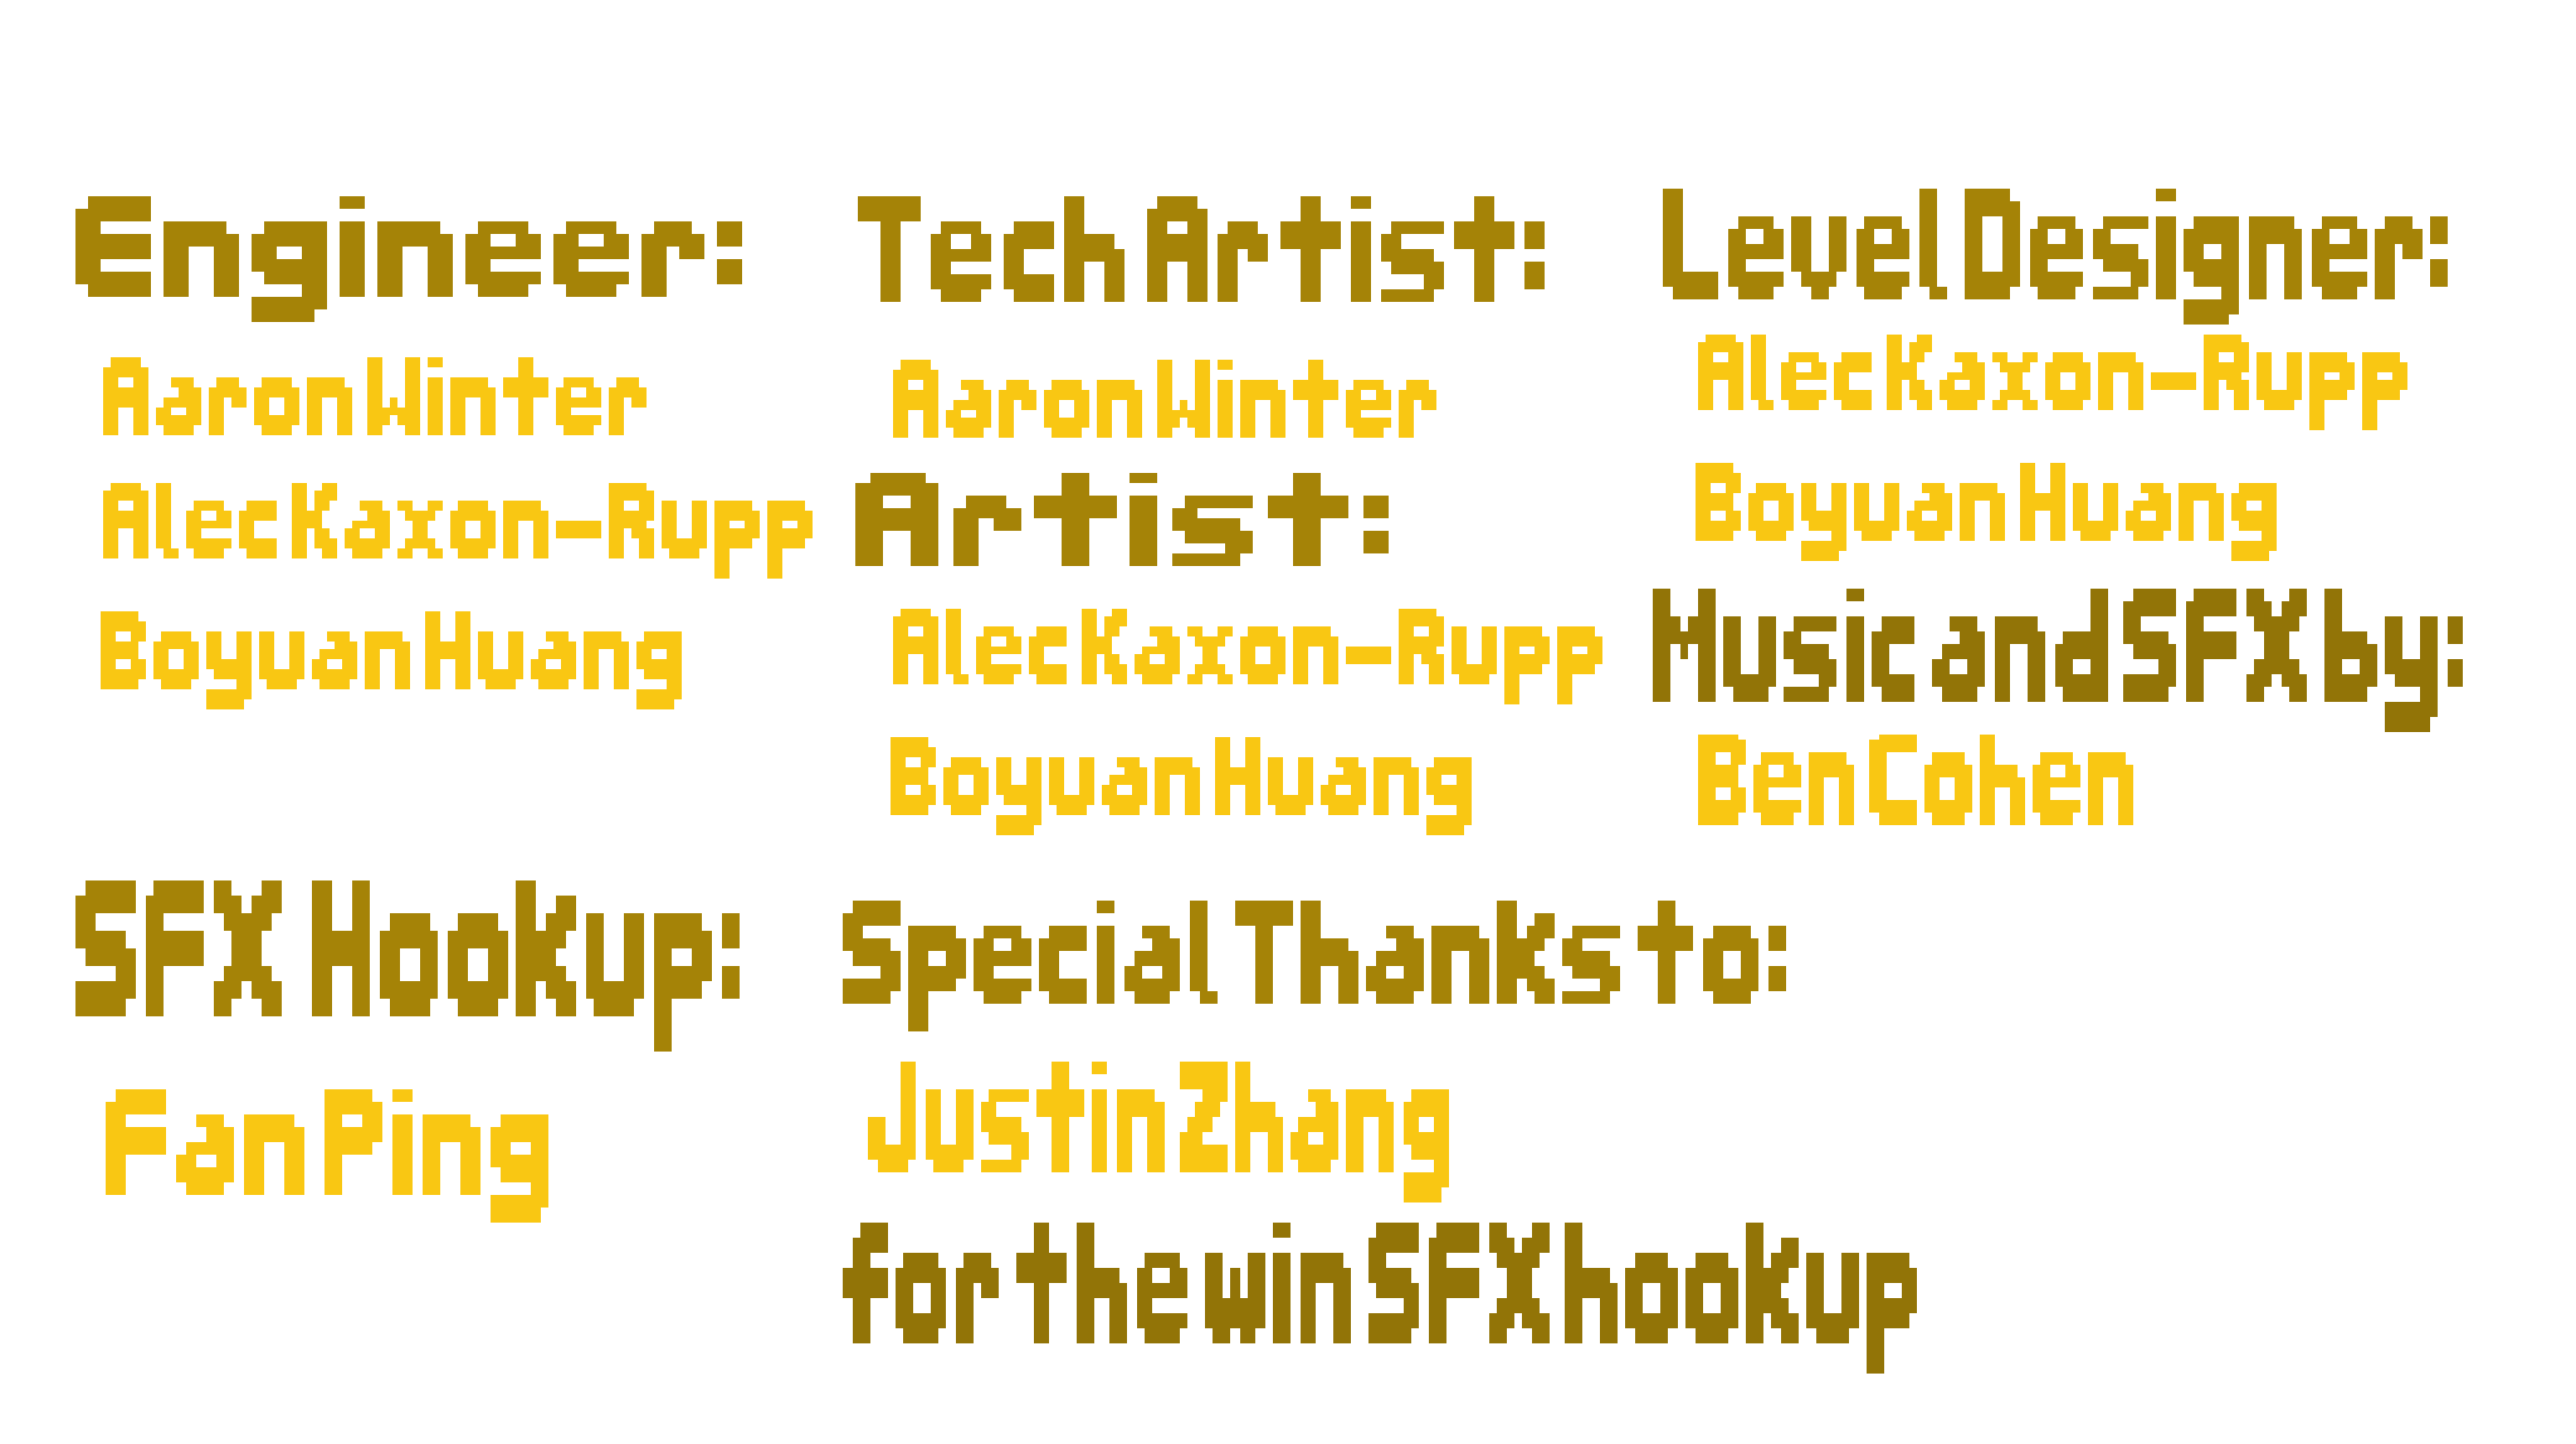 Engineer:
Aaron Winter
Alec Kaxon-Rupp
Boyuan Huang
Tech Artist:
Aaron Winter
Artist:
Alec Kaxon-Rupp
Boyuan Huang
Level Designer:
Alec Kaxon-Rupp
Boyuan Huang
Music and SFX by:
Ben Cohen
SFX Hookup:
Fan Ping
Special Thanks to:
Justin Zhang
for the win SFX hookup